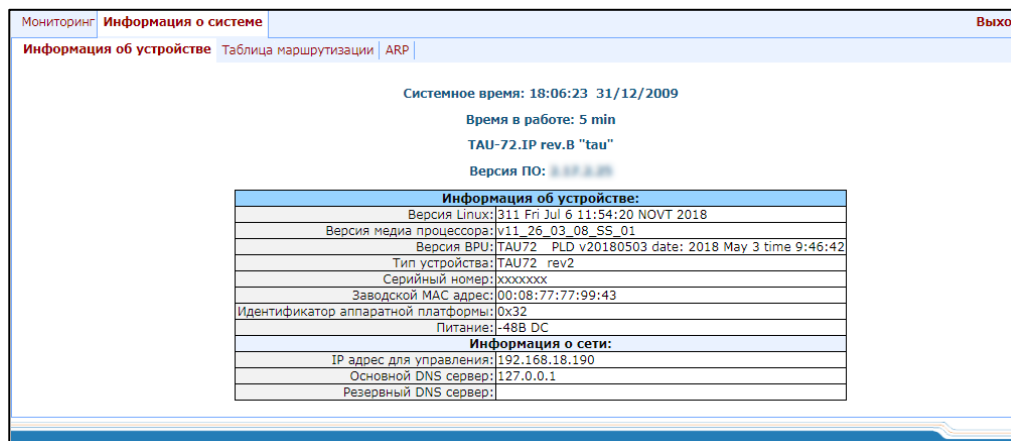 Мониторинг Информация о системе Выхо
Информация об устройстве Таблица маршрутизации ARP
Системное время: 18:06:23 31/12/2009
Время в работе: 5 min
TAU-72.IP rev.B "tau"
Версия ПО:
Информация об устройстве:
Версия Linux: 311 Fri Jul 6 11:54:20 NOVT 2018
Версия медиа процессора: v11_26_03_08_SS_01
Версия BPU: TAU72 PLD v20180503 date: 2018 May 3 time 9:46:42
Тип устройства: TAU72 rev2
Серийный номер: xxxxxxx
Заводской MAC адрес: 00:08:77:77:99:43
Идентификатор аппаратной платформы: 0x32
Питание: -48В DC
Информация о сети:
IP адрес для управления: 192.168.18.190
Основной DNS сервер: 127.0.0.1
Резервный DNS сервер: